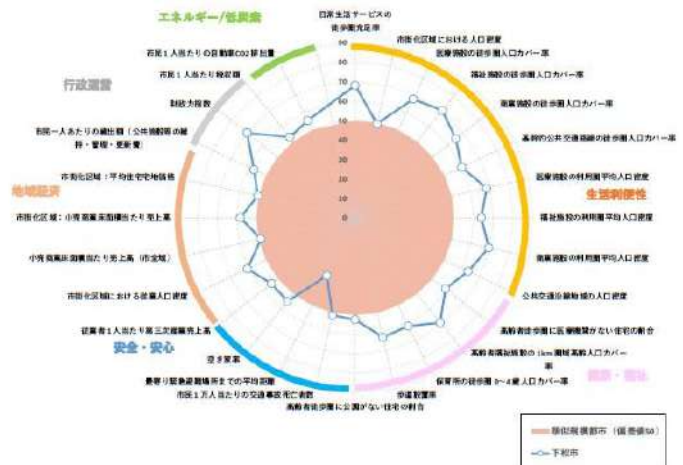 エネルギー/低炭素
日常生活サービスの
徒歩圏充足率
市街化区域における人口密度
医療施設の徒歩圏人口カバー率
福祉施設の徒歩圏人口カバー率
商業施設の徒歩圏人口カバー率
基幹的公共交通路線の徒歩圏人口カバー率
医療施設の利用圏平均人口密度
生活利便性
福祉施設の利用圏平均人口密度
商業施設の利用圏平均人口密度
公共交通沿線地域の人口密度
高齢者徒歩圏に医療機関がない住宅の割合
高齢者福祉施設の1km圏域高齢人口カバー
率
健康・福祉
保育所の徒歩圏0~4歳人口カバー率
歩道設置率
高齢者徒歩圏に公園がない住宅の割合
市民1万人当たりの交通事故死亡者数
最寄り緊急避難場所までの平均距離
空き家率
安全・安心
従業者1人当たり第三次産業売上高
市街化区域における従業人口密度
小売商業床面積当たり売上高(市全域)
市街化区域:小売商業床面積当たり売上高
地域経済
市街化区域:平均住宅宅地価格
市民一人あたりの歳出額(公共施設等の維
持・管理・更新費)
財政力指数
行政運営
市民1人当たり税収額
市民1人当たりの自動車CO2排出量
90
80
70
60
50
40
30
20
10
0
類似規模都市(偏差値50)
下松市